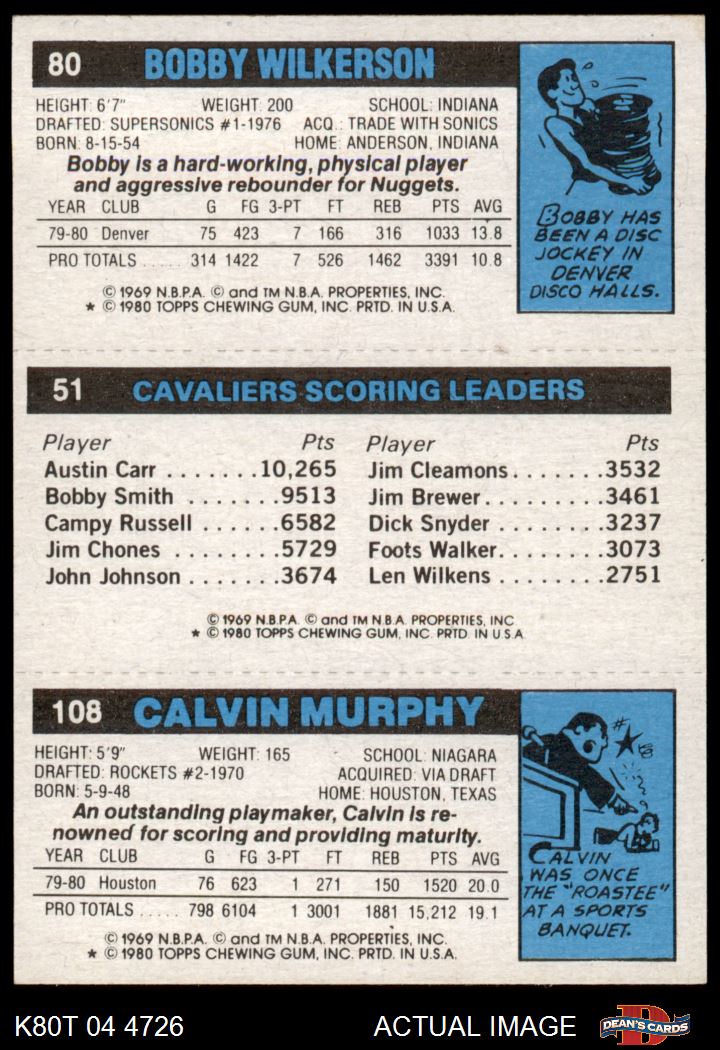 80 BOBBY WILKERSON
HEIGHT: 6'7" WEIGHT: 200 SCHOOL: INDIANA
DRAFTED: SUPERSONICS #1-1976 ACQ.: TRADE WITH SONICS
BORN: 8-15-54 HOME: ANDERSON, INDIANA
Bobby is a hard-working, physical player
and aggressive rebounder for Nuggets.
YEAR CLUB G FG 3-PT FT REB PTS AVG
79-80 Denver 75 423 7 166 316 1033 13.8
PRO TOTALS ..... 314 1422 7 526 1462 3391 10.8
© 1969 N.B.P.A. © and TM N.B.A. PROPERTIES, INC.
* © 1980 TOPPS CHEWING GUM, INC. PRTD. IN U.S.A.
BOBBY HAS
BEEN A DISC
JOCKEY IN
DENVER
DISCO HALLS.
51 CAVALIERS SCORING LEADERS
Player Pts Player Pts
Austin Carr .......10,265 Jim Cleamons.......3532
Bobby Smith .......9513 Jim Brewer.........3461
Campy Russell ......6582 Dick Snyder .......3237
Jim Chones .......5729 Foots Walker........3073
John Johnson .......3674 Len Wilkens ........2751
© 1969 N.B.P.A. © and TM N.B.A. PROPERTIES, INC.
* © 1980 TOPPS CHEWING GUM, INC. PRTD. IN U.S.A.
108 CALVIN MURPHY
HEIGHT: 5'9" WEIGHT: 165 SCHOOL: NIAGARA
DRAFTED: ROCKETS #2-1970 ACQUIRED: VIA DRAFT
BORN: 5-9-48 HOME: HOUSTON, TEXAS
An outstanding playmaker, Calvin is re-
nowned for scoring and providing maturity.
YEAR CLUB G FG 3-PT FT REB PTS AVG
79-80 Houston 76 623 1 271 150 1520 20.0
PRO TOTALS ..... 798 6104 1 3001 1881 15,212 19.1
© 1969 N.B.P.A. © and TM N.B.A. PROPERTIES, INC.
* © 1980 TOPPS CHEWING GUM, INC. PRTD. IN U.S.A.
CALVIN
WAS ONCE
THE "ROASTEE"
AT A SPORTS
BANQUET.
K80T 04 4726 ACTUAL IMAGE D DEAN'S CARDS